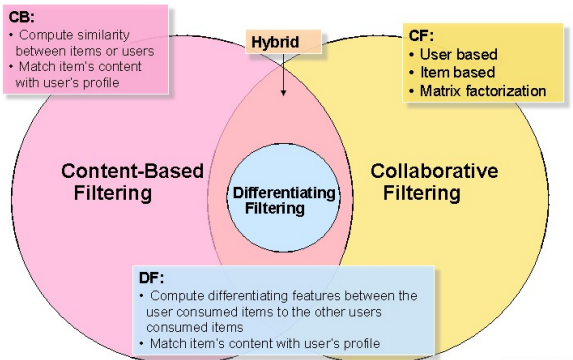 CB:
• Compute similarity
between items or users
• Match item's content
with user's profile
Hybrid
CF:
• User based
• Item based
• Matrix factorization
Content-Based
Filtering
Differentiating
Filtering
Collaborative
Filtering
DF:
• Compute differentiating features between the
user consumed items to the other users
consumed items
• Match item's content with user's profile